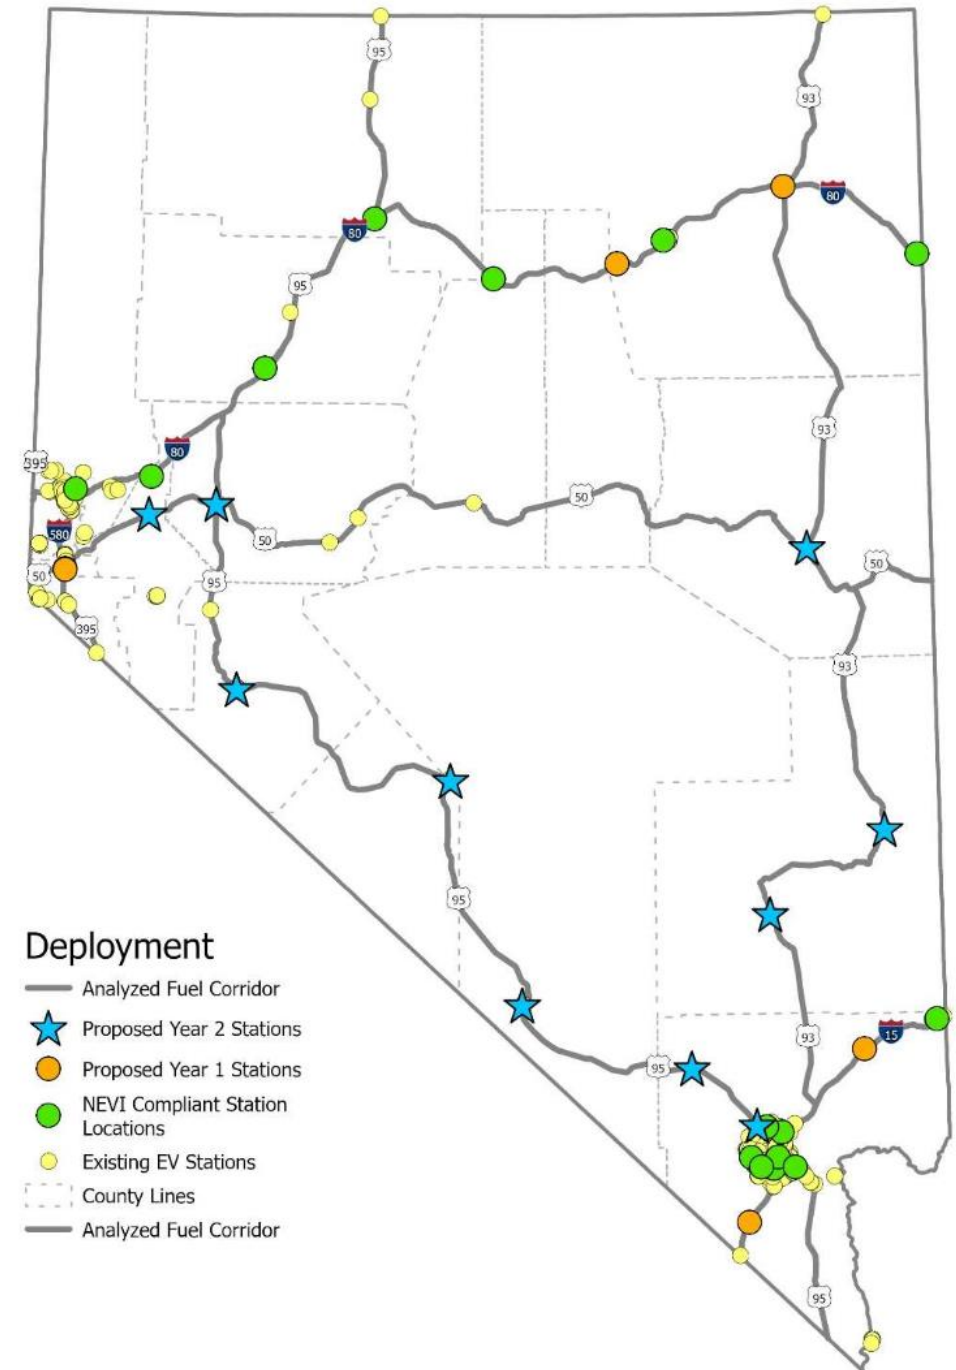 95
93
80
80
95
93
395
80
50
580
50
50
50
95
395
93
95
Deployment
Analyzed Fuel Corridor
Proposed Year 2 Stations
15
93
95
Proposed Year 1 Stations
NEVI Compliant Station
Locations
Existing EV Stations
County Lines
Analyzed Fuel Corridor
95